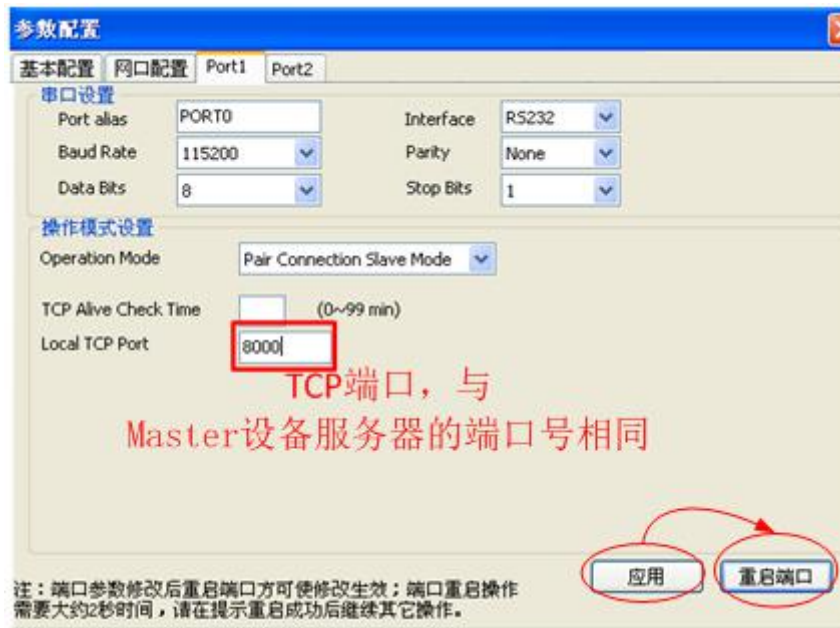 参数配置
基本配置 网口配置 Port1 Port2
串口设置
Port alias PORT0 Interface RS232
Baud Rate 115200 Parity None
Data Bits 8 Stop Bits 1
操作模式设置
Operation Mode Pair Connection Slave Mode
TCP Alive Check Time (0~99 min)
Local TCP Port 8000
TCP端口，与
Master设备服务器的端口号相同
应用 重启端口
注：端口参数修改后重启端口方可使修改生效；端口重启操作
需要大约2秒时间，请在提示重启成功后继续其它操作。